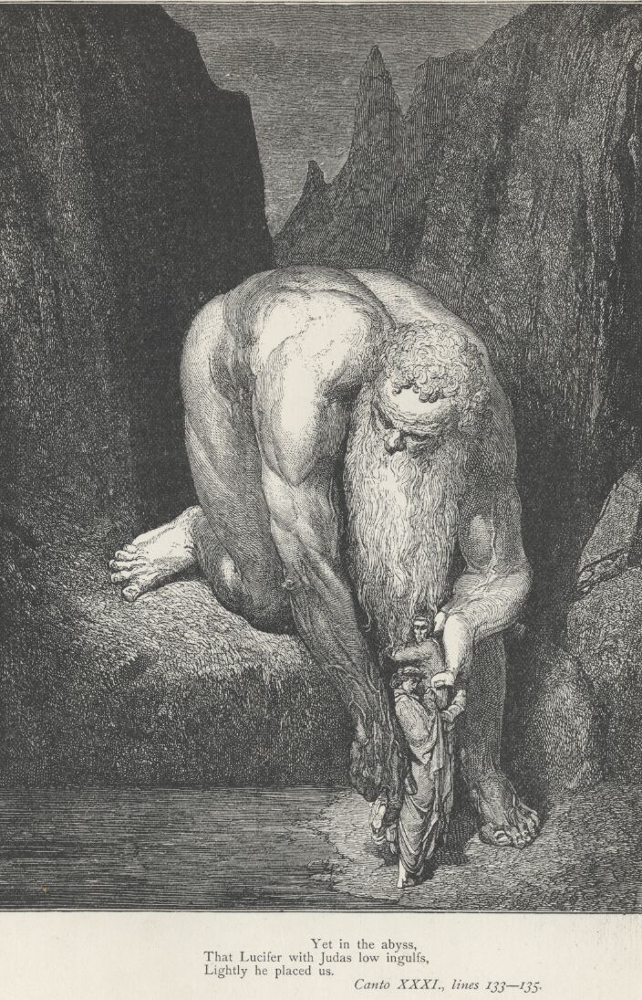 Yet in the abyss,
That Lucifer with Judas low ingulfs,
Lightly he placed us.
Canto XXXI., lines 133—135.